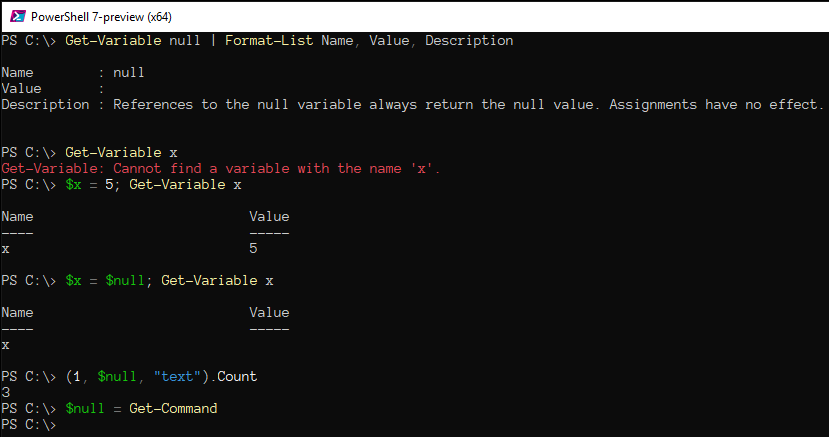 PowerShell 7-preview (x64)
PS C:\> Get-Variable null | Format-List Name, Value, Description
Name        : null
Value       :
Description : References to the null variable always return the null value. Assignments have no effect.
PS C:\> Get-Variable x
Get-Variable: Cannot find a variable with the name 'x'.
PS C:\> $x = 5; Get-Variable x
Name                           Value
----                           -----
x                              5
PS C:\> $x = $null; Get-Variable x
Name                           Value
----                           -----
x
PS C:\> (1, $null, "text").Count
3
PS C:\> $null = Get-Command
PS C:\>